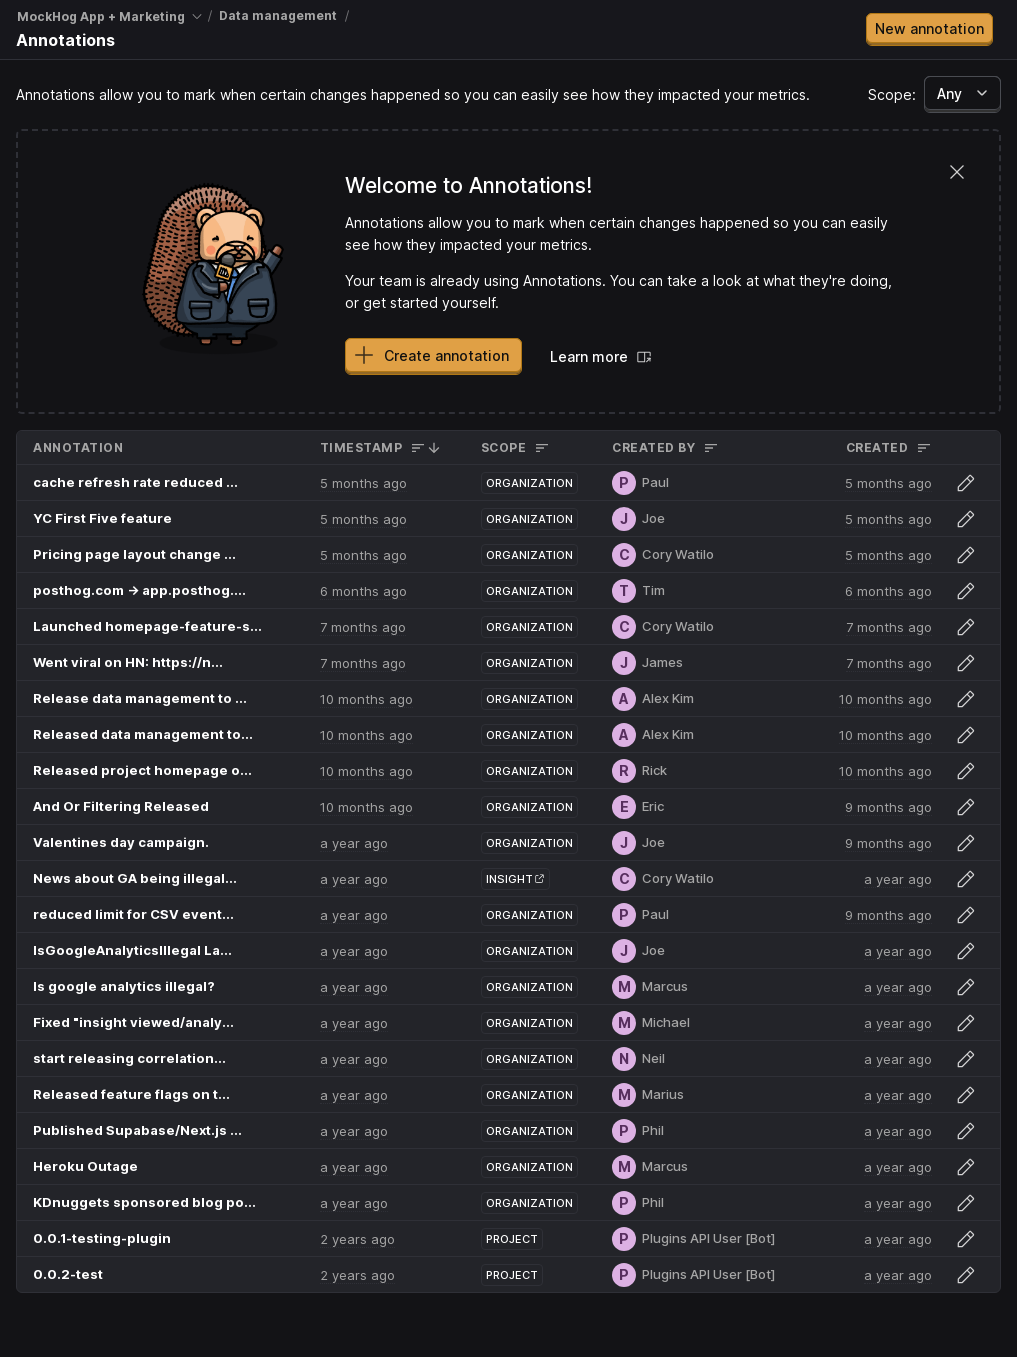 MockHog App + Marketing / Data management /
Annotations
New annotation
Annotations allow you to mark when certain changes happened so you can easily see how they impacted your metrics.
Scope: Any
Welcome to Annotations!
Annotations allow you to mark when certain changes happened so you can easily
see how they impacted your metrics.
Your team is already using Annotations. You can take a look at what they're doing,
or get started yourself.
Create annotation Learn more
ANNOTATION TIMESTAMP SCOPE CREATED BY CREATED
cache refresh rate reduced ... 5 months ago ORGANIZATION P Paul 5 months ago
YC First Five feature 5 months ago ORGANIZATION J Joe 5 months ago
Pricing page layout change ... 5 months ago ORGANIZATION C Cory Watilo 5 months ago
posthog.com → app.posthog.... 6 months ago ORGANIZATION T Tim 6 months ago
Launched homepage-feature-s... 7 months ago ORGANIZATION C Cory Watilo 7 months ago
Went viral on HN: https://n... 7 months ago ORGANIZATION J James 7 months ago
Release data management to ... 10 months ago ORGANIZATION A Alex Kim 10 months ago
Released data management to... 10 months ago ORGANIZATION A Alex Kim 10 months ago
Released project homepage o... 10 months ago ORGANIZATION R Rick 10 months ago
And Or Filtering Released 10 months ago ORGANIZATION E Eric 9 months ago
Valentines day campaign. a year ago ORGANIZATION J Joe 9 months ago
News about GA being illegal... a year ago INSIGHT C Cory Watilo a year ago
reduced limit for CSV event... a year ago ORGANIZATION P Paul 9 months ago
IsGoogleAnalyticsIllegal La... a year ago ORGANIZATION J Joe a year ago
Is google analytics illegal? a year ago ORGANIZATION M Marcus a year ago
Fixed "insight viewed/analy... a year ago ORGANIZATION M Michael a year ago
start releasing correlation... a year ago ORGANIZATION N Neil a year ago
Released feature flags on t... a year ago ORGANIZATION M Marius a year ago
Published Supabase/Next.js ... a year ago ORGANIZATION P Phil a year ago
Heroku Outage a year ago ORGANIZATION M Marcus a year ago
KDnuggets sponsored blog po... a year ago ORGANIZATION P Phil a year ago
0.0.1-testing-plugin 2 years ago PROJECT P Plugins API User [Bot] a year ago
0.0.2-test 2 years ago PROJECT P Plugins API User [Bot] a year ago